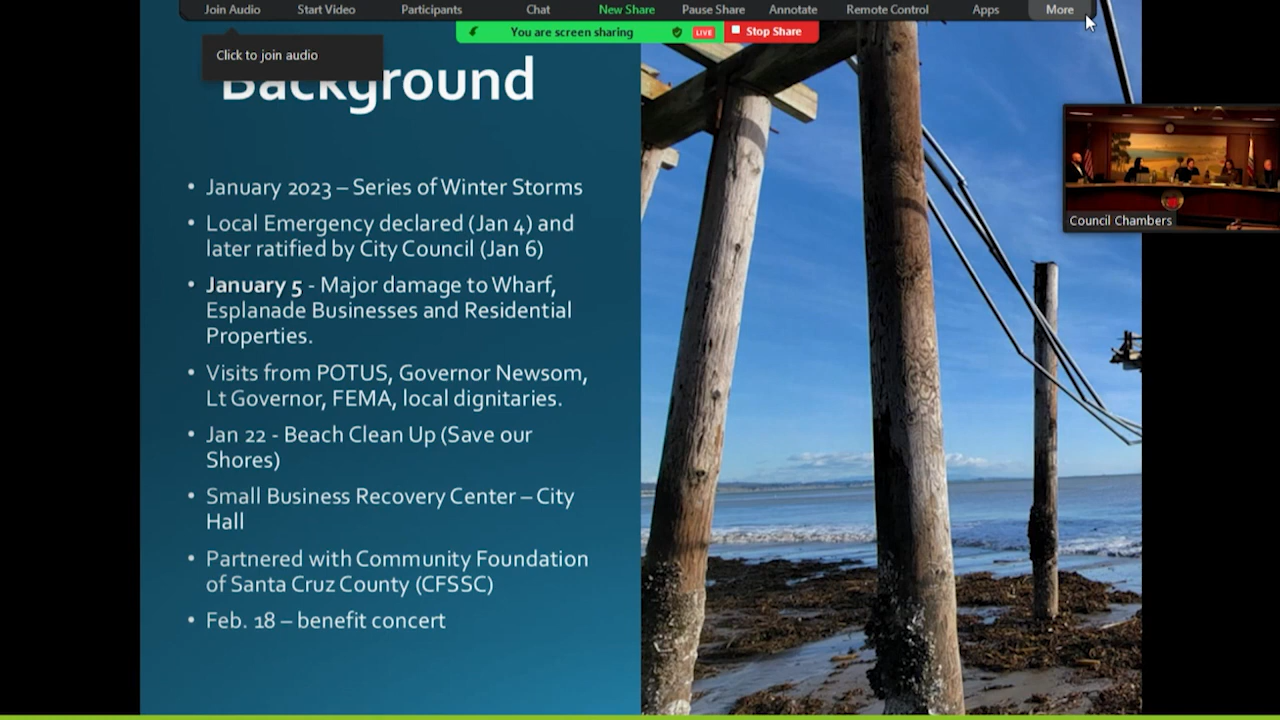 Join Audio Start Video Participants Chat New Share Pause Share Annotate Remote Control Apps More
You are screen sharing LIVE Stop Share
Click to join audio
Background
• January 2023 – Series of Winter Storms
• Local Emergency declared (Jan 4) and
later ratified by City Council (Jan 6)
• January 5 - Major damage to Wharf,
Esplanade Businesses and Residential
Properties.
• Visits from POTUS, Governor Newsom,
Lt Governor, FEMA, local dignitaries.
• Jan 22 - Beach Clean Up (Save our
Shores)
• Small Business Recovery Center – City
Hall
• Partnered with Community Foundation
of Santa Cruz County (CFSSC)
• Feb. 18 – benefit concert
Council Chambers